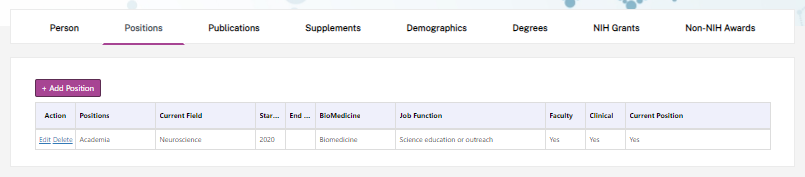 Person Positions Publications Supplements Demographics Degrees NIH Grants Non-NIH Awards
+ Add Position
Action Positions Current Field Star... End ... BioMedicine Job Function Faculty Clinical Current Position
Edit Delete Academia Neuroscience 2020 Biomedicine Science education or outreach Yes Yes Yes